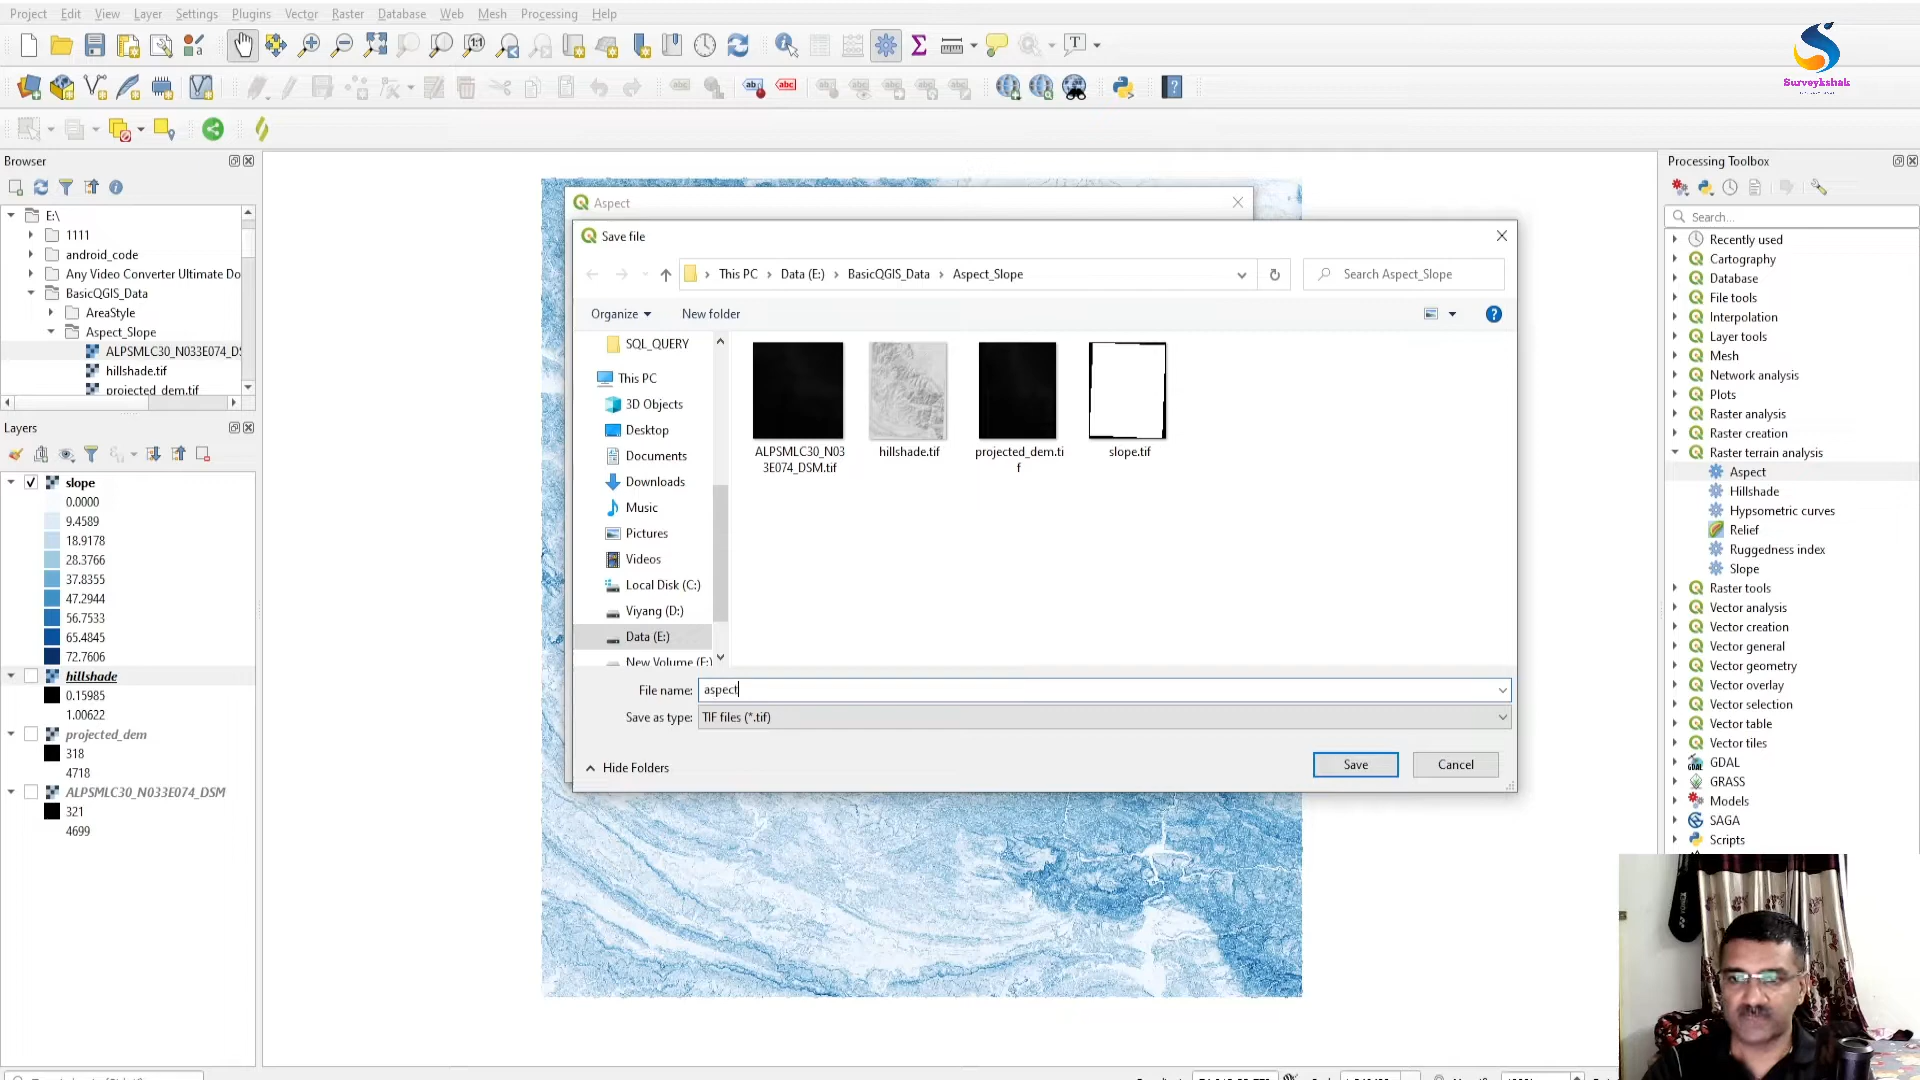 Project Edit View Layer Settings Plugins Vector Raster Database Web Mesh Processing Help
Surveykshak
Browser
E:\
1111
android_code
Any Video Converter Ultimate Do
BasicQGIS_Data
AreaStyle
Aspect_Slope
ALPSMLC30_N033E074_DS
hillshade.tif
projected_dem.tif
Layers
slope
0.0000
9.4589
18.9178
28.3766
37.8355
47.2944
56.7533
65.4845
72.7606
hillshade
0.15985
1.00622
projected_dem
318
4718
ALPSMLC30_N033E074_DSM
321
4699
Aspect
Save file
This PC › Data (E:) › BasicQGIS_Data › Aspect_Slope
Search Aspect_Slope
Organize New folder
SQL_QUERY
This PC
3D Objects
Desktop
Documents
Downloads
Music
Pictures
Videos
Local Disk (C:)
Viyang (D:)
Data (E:)
New Volume (F:)
ALPSMLC30_N03
3E074_DSM.tif
hillshade.tif
projected_dem.ti
f
slope.tif
File name: aspect
Save as type: TIF files (*.tif)
Hide Folders
Save Cancel
Processing Toolbox
Search...
Recently used
Cartography
Database
File tools
Interpolation
Layer tools
Mesh
Network analysis
Plots
Raster analysis
Raster creation
Raster terrain analysis
Aspect
Hillshade
Hypsometric curves
Relief
Ruggedness index
Slope
Raster tools
Vector analysis
Vector creation
Vector general
Vector geometry
Vector overlay
Vector selection
Vector table
Vector tiles
GDAL
GRASS
Models
SAGA
Scripts